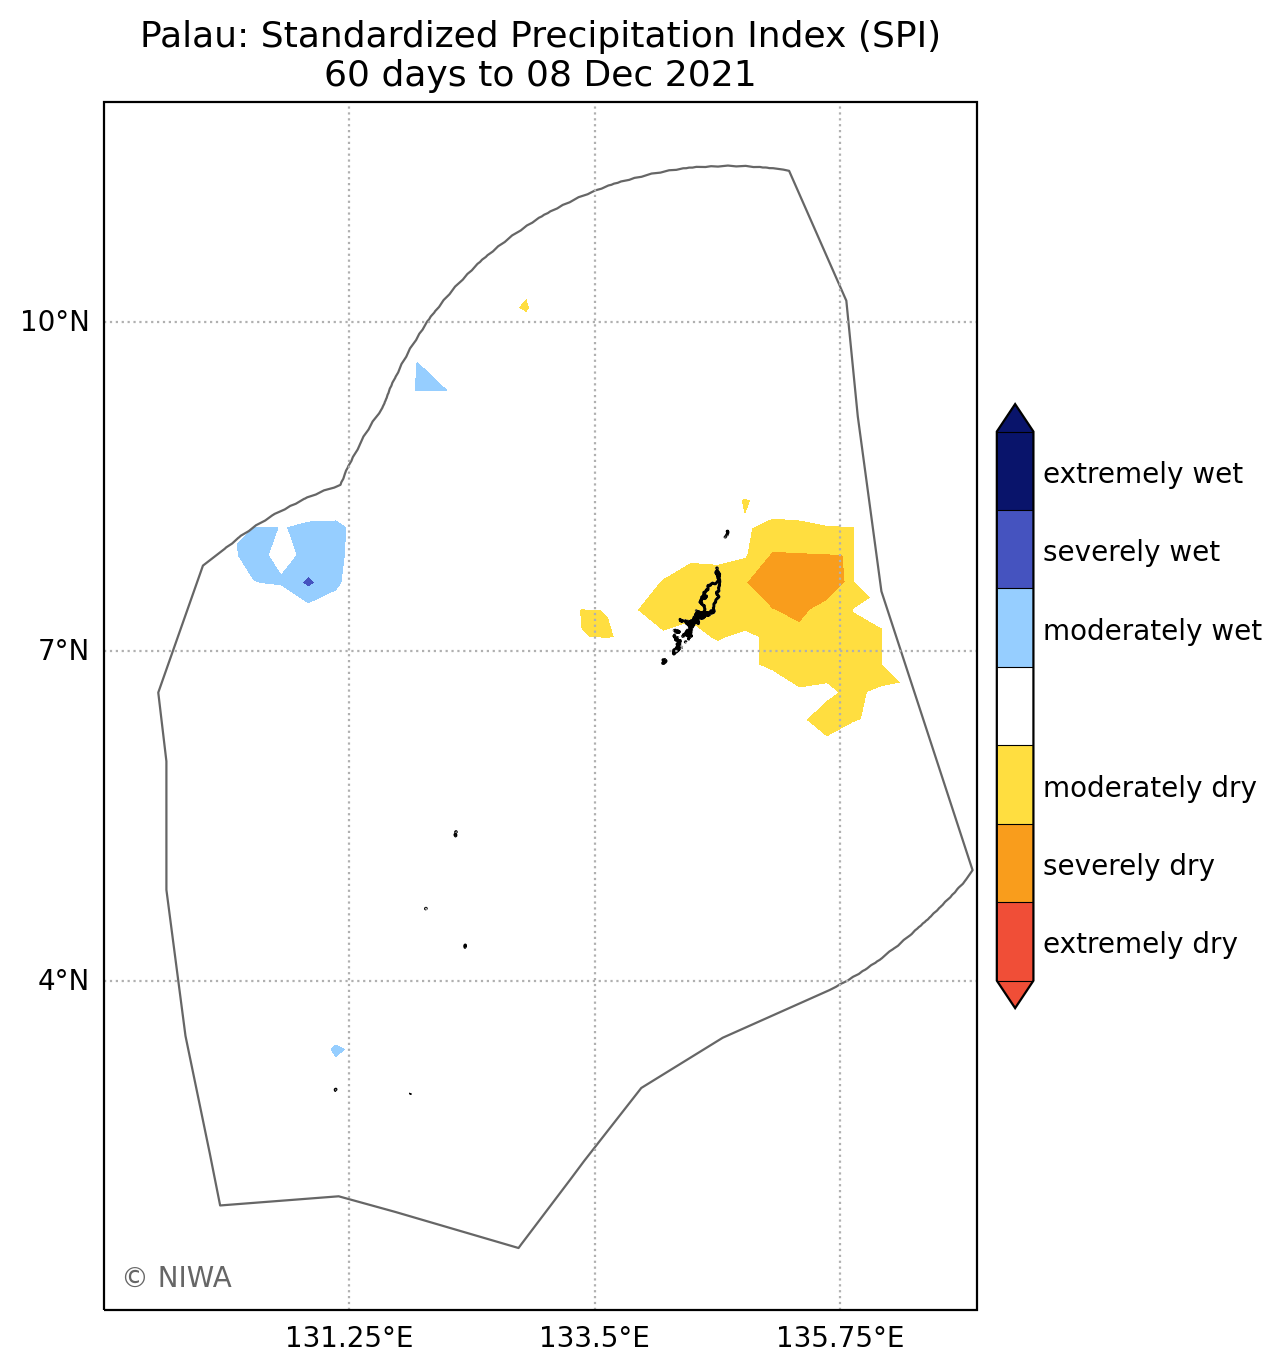 Palau: Standardized Precipitation Index (SPI)
60 days to 08 Dec 2021
10°N
7°N
4°N
131.25°E
133.5°E
135.75°E
extremely wet
severely wet
moderately wet
moderately dry
severely dry
extremely dry
© NIWA